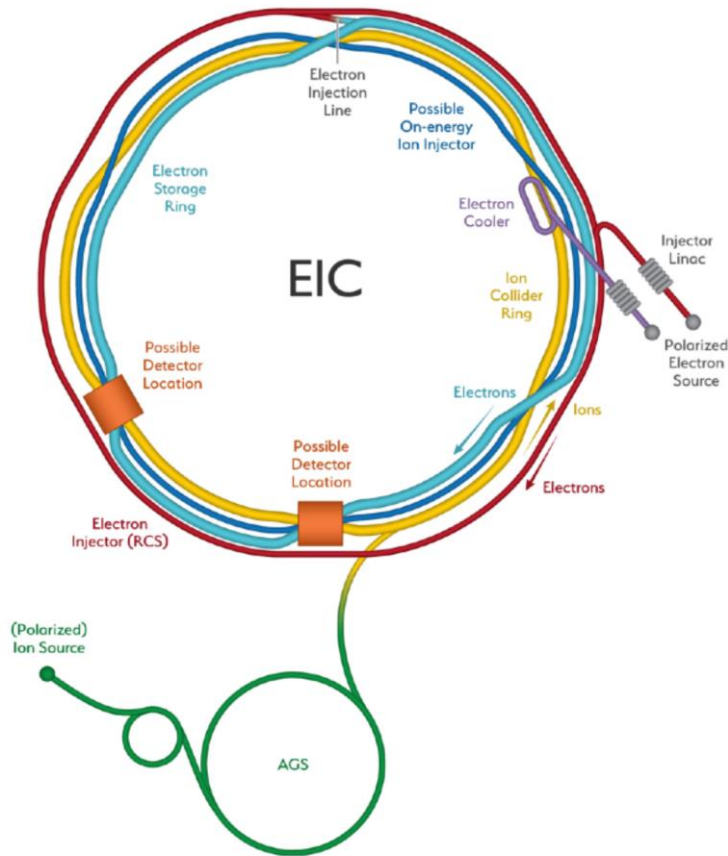 Electron
Injection
Line
Possible
On-energy
Ion Injector
Electron
Storage
Ring
Electron
Cooler
Injector
Linac
EIC
Ion
Collider
Ring
Polarized
Electron
Source
Possible
Detector
Location
Electrons
Ions
Possible
Detector
Location
Electrons
Electron
Injector (RCS)
(Polarized)
Ion Source
AGS